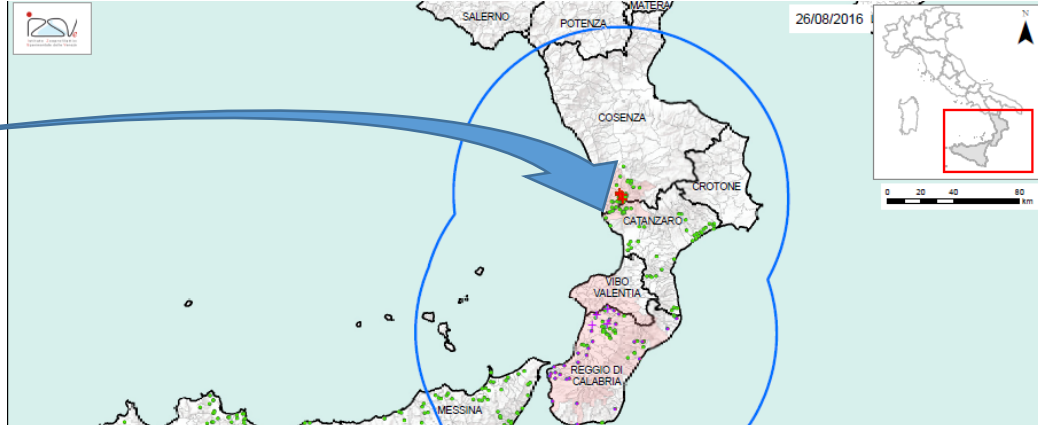 SALERNO
POTENZA
MATERA
26/08/2016
N
COSENZA
CROTONE
CATANZARO
0 20 40 80
km
VIBO
VALENTIA
REGGIO DI
CALABRIA
MESSINA